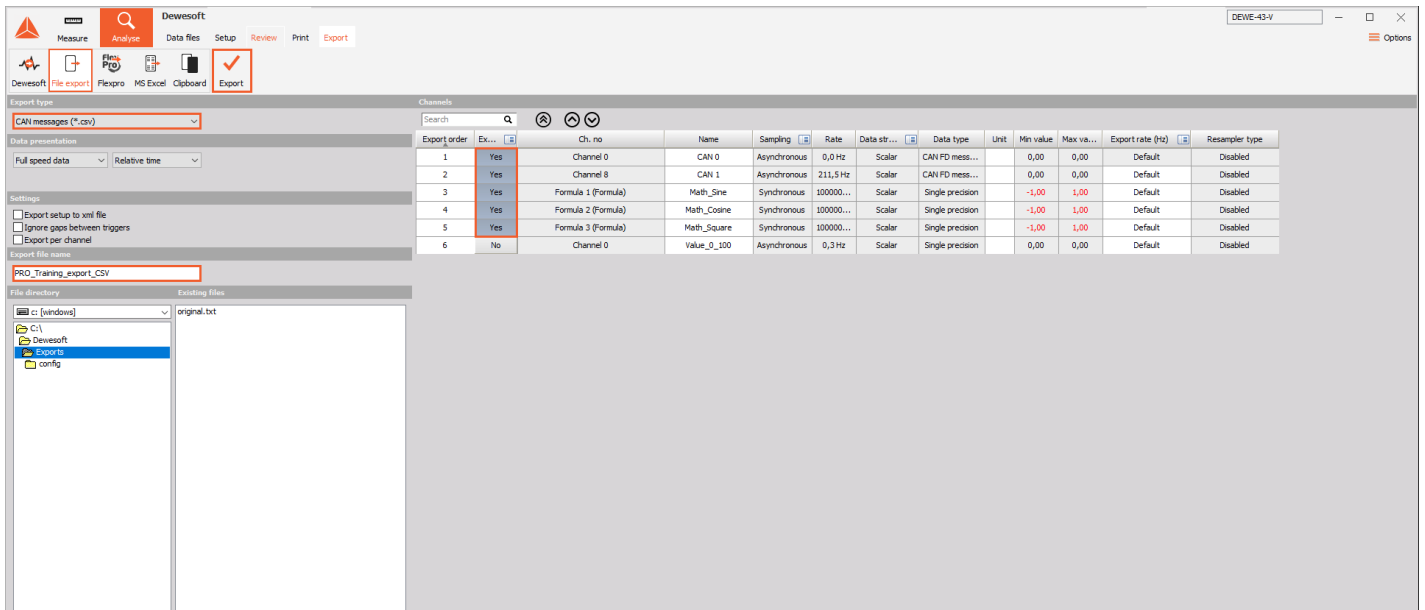 Dewesoft
DEWE-43-V
Measure
Analyse
Data files
Setup
Review
Print
Export
Options
Flex
Pro
Dewesoft
File export
Flexpro
MS Excel
Clipboard
Export
Export type
CAN messages (*.csv)
Data presentation
Full speed data
Relative time
Settings
Export setup to xml file
Ignore gaps between triggers
Export per channel
Export file name
PRO_Training_export_CSV
File directory
Existing files
c: [windows]
C:\
Dewesoft
Exports
config
original.txt
Channels
Search
Export order Ex... Ch. no Name Sampling Rate Data str... Data type Unit Min value Max va... Export rate (Hz) Resampler type
1 Yes Channel 0 CAN 0 Asynchronous 0,0 Hz Scalar CAN FD mess... 0,00 0,00 Default Disabled
2 Yes Channel 8 CAN 1 Asynchronous 211,5 Hz Scalar CAN FD mess... 0,00 0,00 Default Disabled
3 Yes Formula 1 (Formula) Math_Sine Synchronous 100000... Scalar Single precision -1,00 1,00 Default Disabled
4 Yes Formula 2 (Formula) Math_Cosine Synchronous 100000... Scalar Single precision -1,00 1,00 Default Disabled
5 Yes Formula 3 (Formula) Math_Square Synchronous 100000... Scalar Single precision -1,00 1,00 Default Disabled
6 No Channel 0 Value_0_100 Asynchronous 0,3 Hz Scalar Single precision 0,00 0,00 Default Disabled